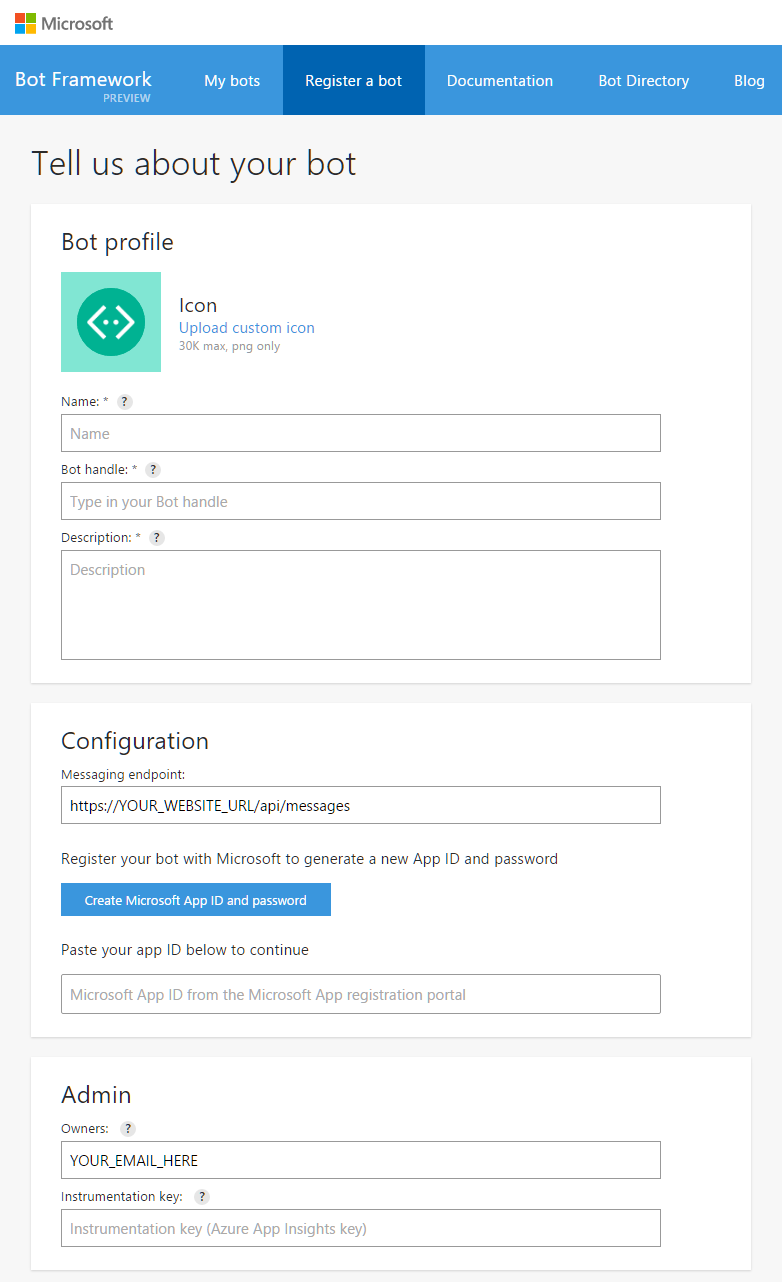 Microsoft
Bot Framework
PREVIEW
My bots
Register a bot
Documentation
Bot Directory
Blog
Tell us about your bot
Bot profile
Icon
Upload custom icon
30K max, png only
Name: * ?
Name
Bot handle: * ?
Type in your Bot handle
Description: * ?
Description
Configuration
Messaging endpoint:
https://YOUR_WEBSITE_URL/api/messages
Register your bot with Microsoft to generate a new App ID and password
Create Microsoft App ID and password
Paste your app ID below to continue
Microsoft App ID from the Microsoft App registration portal
Admin
Owners: ?
YOUR_EMAIL_HERE
Instrumentation key: ?
Instrumentation key (Azure App Insights key)